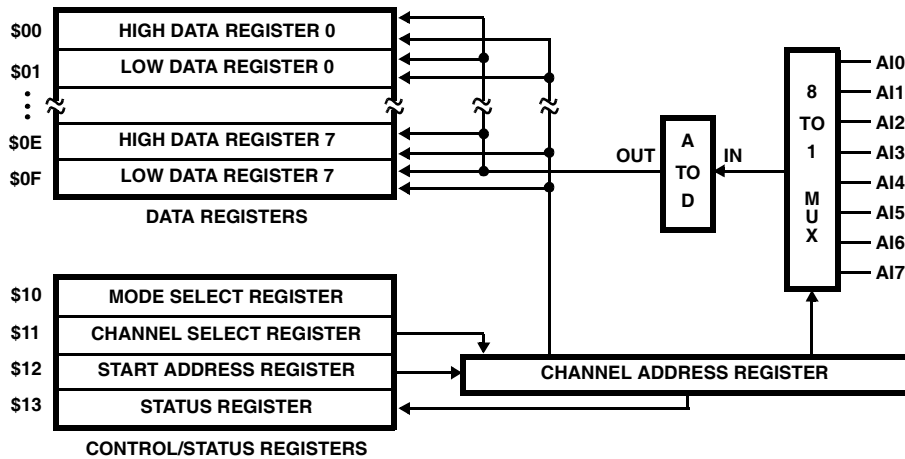 $00 HIGH DATA REGISTER 0
$01 LOW DATA REGISTER 0
$0E HIGH DATA REGISTER 7
$0F LOW DATA REGISTER 7
DATA REGISTERS
OUT
A
TO
D
IN
8
TO
1
M
U
X
AI0
AI1
AI2
AI3
AI4
AI5
AI6
AI7
$10 MODE SELECT REGISTER
$11 CHANNEL SELECT REGISTER
$12 START ADDRESS REGISTER
$13 STATUS REGISTER
CONTROL/STATUS REGISTERS
CHANNEL ADDRESS REGISTER